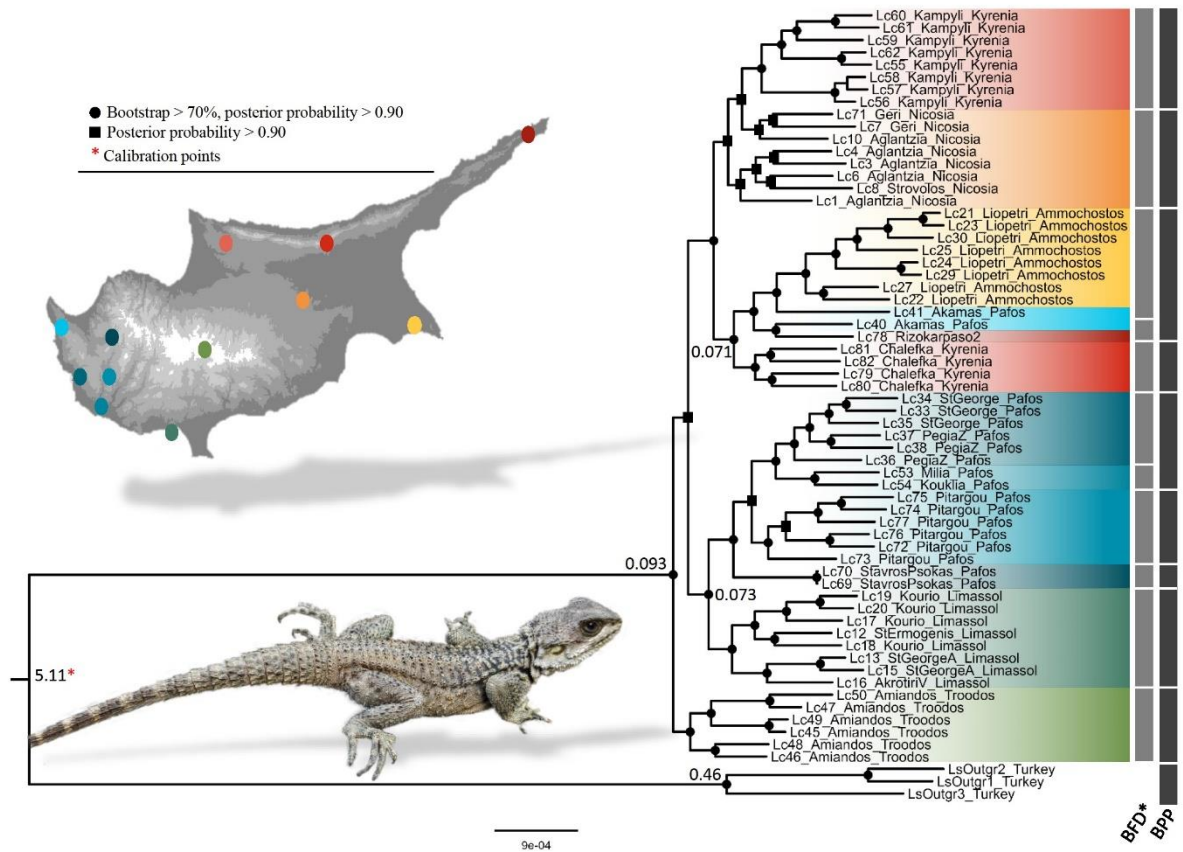 Bootstrap > 70%, posterior probability > 0.90
Posterior probability > 0.90
* Calibration points
Lc60_Kampyli_Kyrenia
Lc61_Kampyli_Kyrenia
Lc59_Kampyli_Kyrenia
Lc62_Kampyli_Kyrenia
Lc55_Kampyli_Kyrenia
Lc58_Kampyli_Kyrenia
Lc57_Kampyli_Kyrenia
Lc56_Kampyli_Kyrenia
Lc71_Geri_Nicosia
Lc7_Geri_Nicosia
Lc10_Aglantzia_Nicosia
Lc4_Aglantzia_Nicosia
Lc3_Aglantzia_Nicosia
Lc6_Aglantzia_Nicosia
Lc8_Strovolos_Nicosia
Lc1_Aglantzia_Nicosia
Lc21_Liopetri_Ammochostos
Lc23_Liopetri_Ammochostos
Lc30_Liopetri_Ammochostos
Lc25_Liopetri_Ammochostos
Lc24_Liopetri_Ammochostos
Lc29_Liopetri_Ammochostos
Lc27_Liopetri_Ammochostos
Lc22_Liopetri_Ammochostos
Lc41_Akamas_Pafos
Lc40_Akamas_Pafos
Lc78_Rizokarpaso2
0.071
Lc81_Chalefka_Kyrenia
Lc82_Chalefka_Kyrenia
Lc79_Chalefka_Kyrenia
Lc80_Chalefka_Kyrenia
Lc34_StGeorge_Pafos
Lc33_StGeorge_Pafos
Lc35_StGeorge_Pafos
Lc37_PegiaZ_Pafos
Lc38_PegiaZ_Pafos
Lc36_PegiaZ_Pafos
Lc53_Milia_Pafos
Lc54_Kouklia_Pafos
Lc75_Pitargou_Pafos
Lc74_Pitargou_Pafos
Lc77_Pitargou_Pafos
Lc76_Pitargou_Pafos
Lc72_Pitargou_Pafos
Lc73_Pitargou_Pafos
0.093
Lc70_StavrosPsokas_Pafos
Lc69_StavrosPsokas_Pafos
0.073
Lc19_Kourio_Limassol
Lc20_Kourio_Limassol
Lc17_Kourio_Limassol
Lc12_StErmogenis_Limassol
Lc18_Kourio_Limassol
Lc13_StGeorgeA_Limassol
Lc15_StGeorgeA_Limassol
Lc16_AkrotiriV_Limassol
5.11*
Lc50_Amiandos_Troodos
Lc47_Amiandos_Troodos
Lc49_Amiandos_Troodos
Lc45_Amiandos_Troodos
Lc48_Amiandos_Troodos
Lc46_Amiandos_Troodos
0.46
LsOutgr2_Turkey
LsOutgr1_Turkey
LsOutgr3_Turkey
BFD*
BPP
9e-04